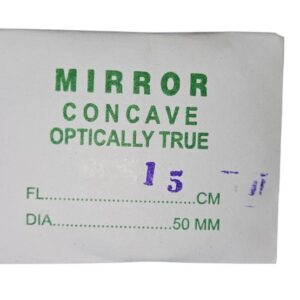 MIRROR
CONCAVE
OPTICALLY TRUE
15
FL.................................CM
DIA..........................50 MM